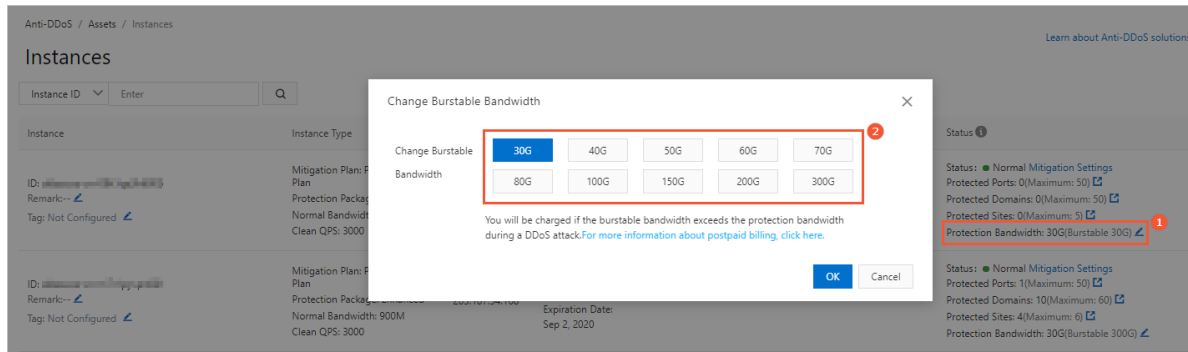 Anti-DDoS / Assets / Instances
Learn about Anti-DDoS solutions
Instances
Instance ID Enter
Change Burstable Bandwidth
Instance Instance Type Status
2
Change Burstable Bandwidth
30G 40G 50G 60G 70G
80G 100G 150G 200G 300G
You will be charged if the burstable bandwidth exceeds the protection bandwidth
during a DDoS attack.For more information about postpaid billing, click here.
OK Cancel
ID:
Remark:--
Tag: Not Configured
Mitigation Plan: P
Plan
Protection Packag
Normal Bandwidt
Clean QPS: 3000
Status: Normal Mitigation Settings
Protected Ports: 0(Maximum: 50)
Protected Domains: 0(Maximum: 50)
Protected Sites: 0(Maximum: 5)
Protection Bandwidth: 30G(Burstable 30G)
1
ID:
Remark:--
Tag: Not Configured
Mitigation Plan: P
Plan
Protection Package: Enhanced
Normal Bandwidth: 900M
Clean QPS: 3000
Expiration Date:
Sep 2, 2020
Status: Normal Mitigation Settings
Protected Ports: 1(Maximum: 50)
Protected Domains: 10(Maximum: 60)
Protected Sites: 4(Maximum: 6)
Protection Bandwidth: 30G(Burstable 300G)